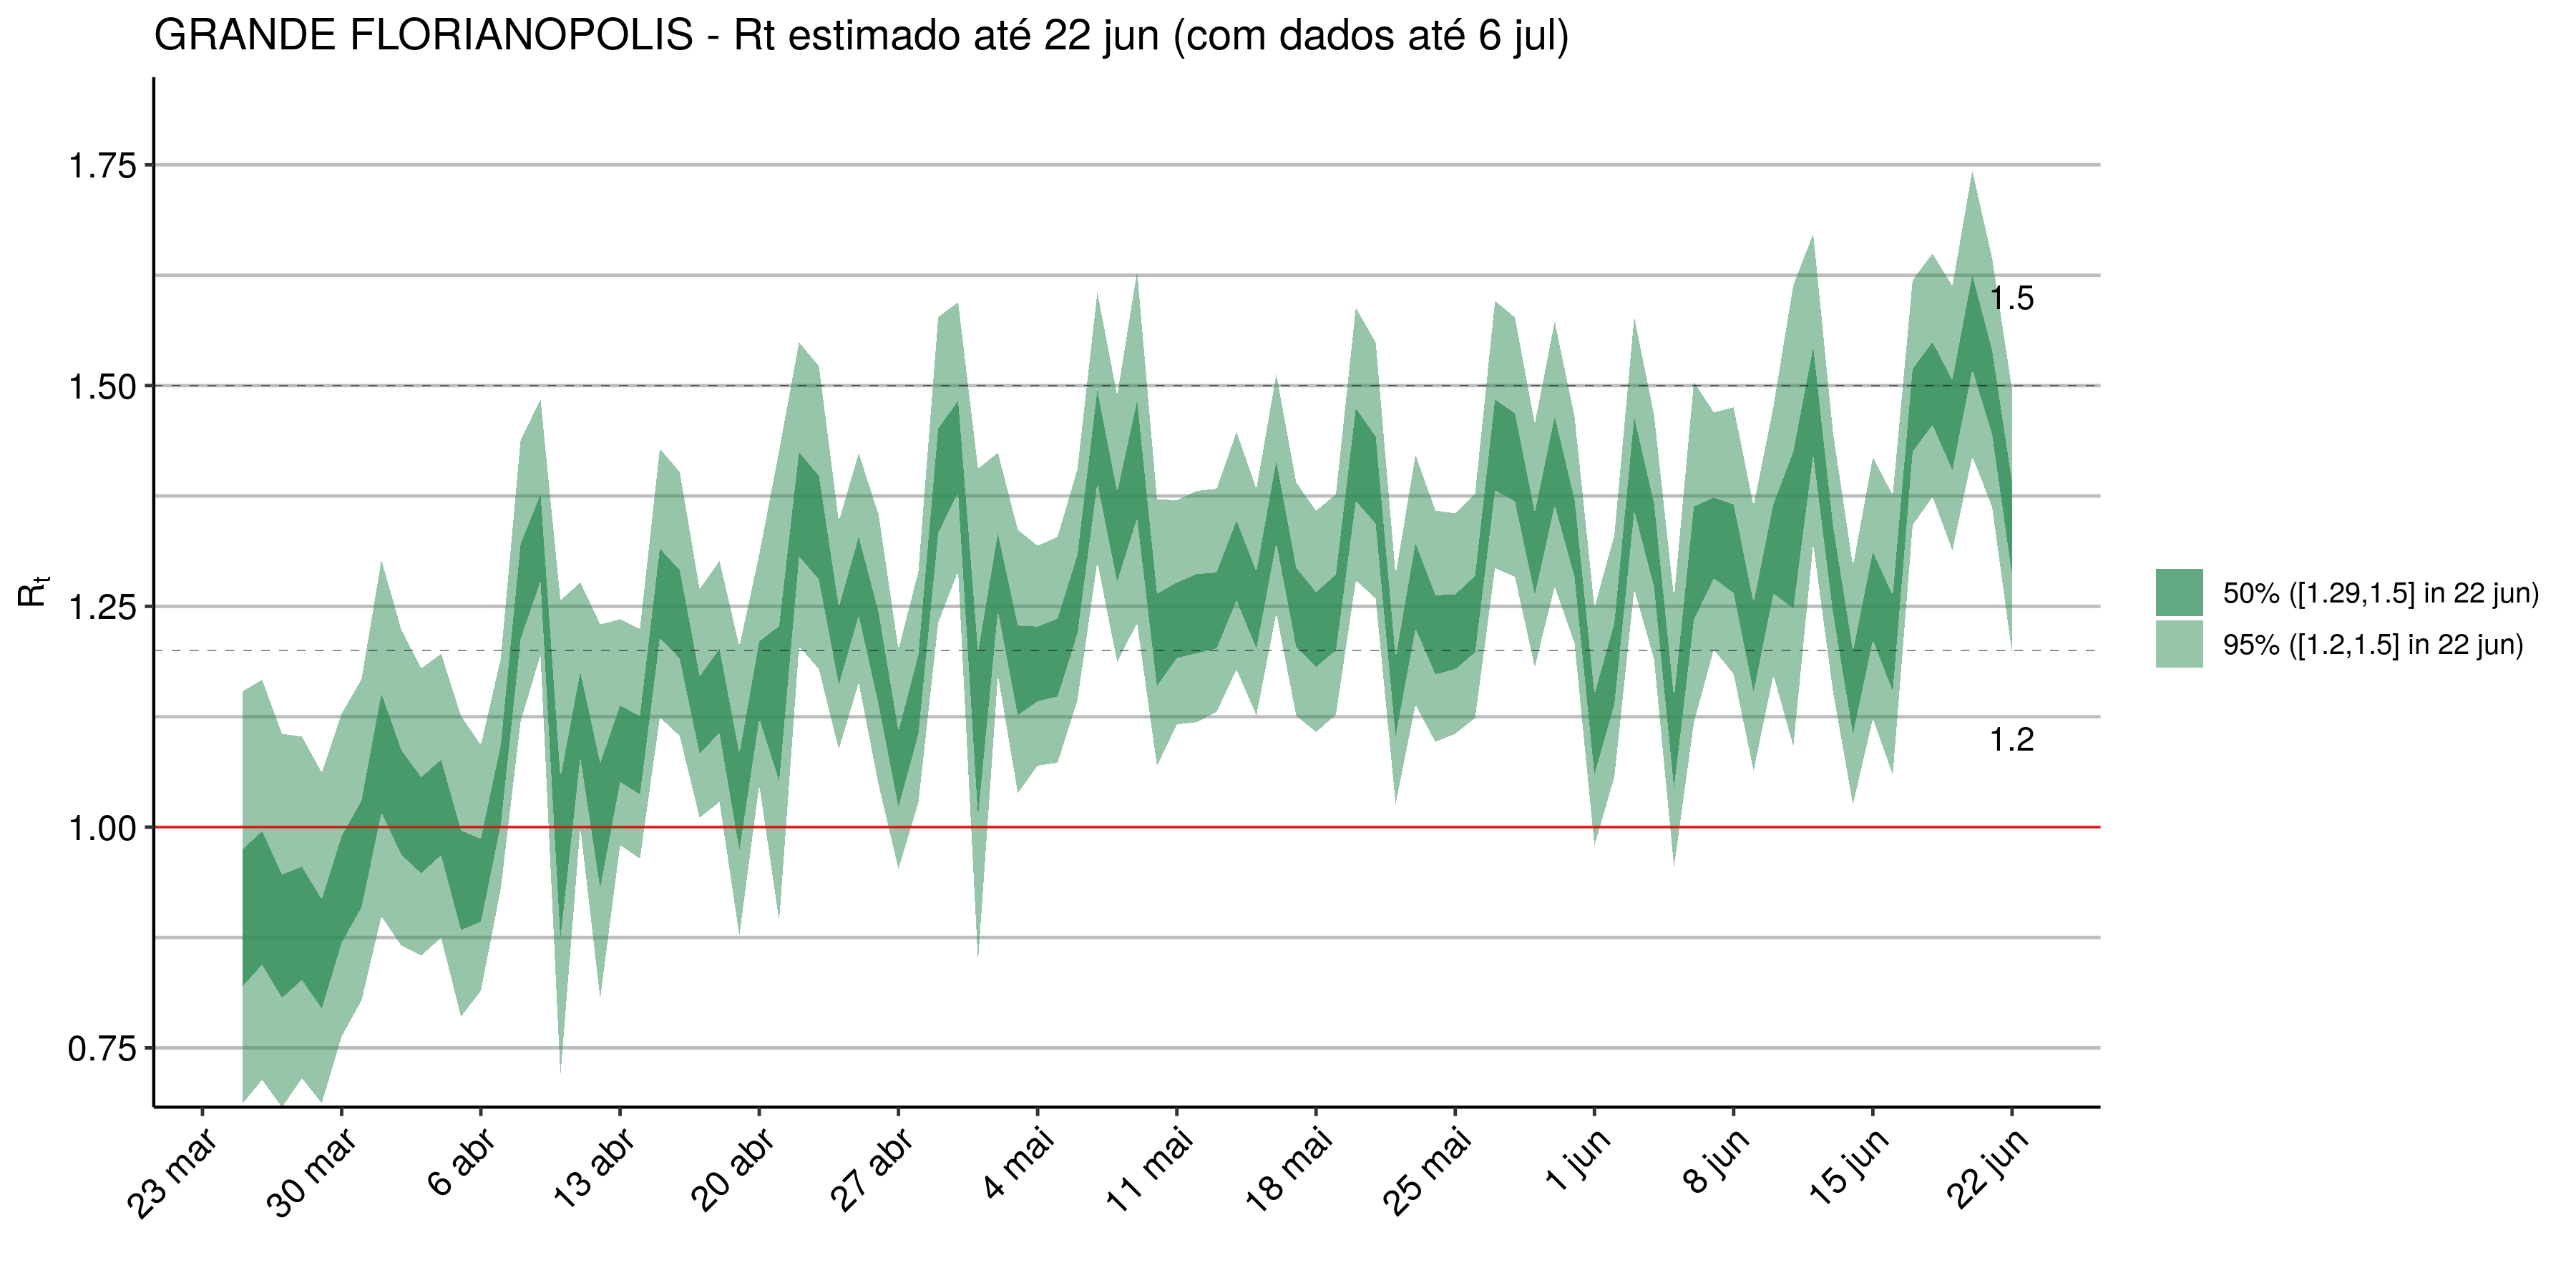 GRANDE FLORIANOPOLIS - Rt estimado até 22 jun (com dados até 6 jul)
1.75
1.50
1.25
1.00
0.75
Rt
1.5
1.2
50% ([1.29,1.5] in 22 jun)
95% ([1.2,1.5] in 22 jun)
23 mar
30 mar
6 abr
13 abr
20 abr
27 abr
4 mai
11 mai
18 mai
25 mai
1 jun
8 jun
15 jun
22 jun